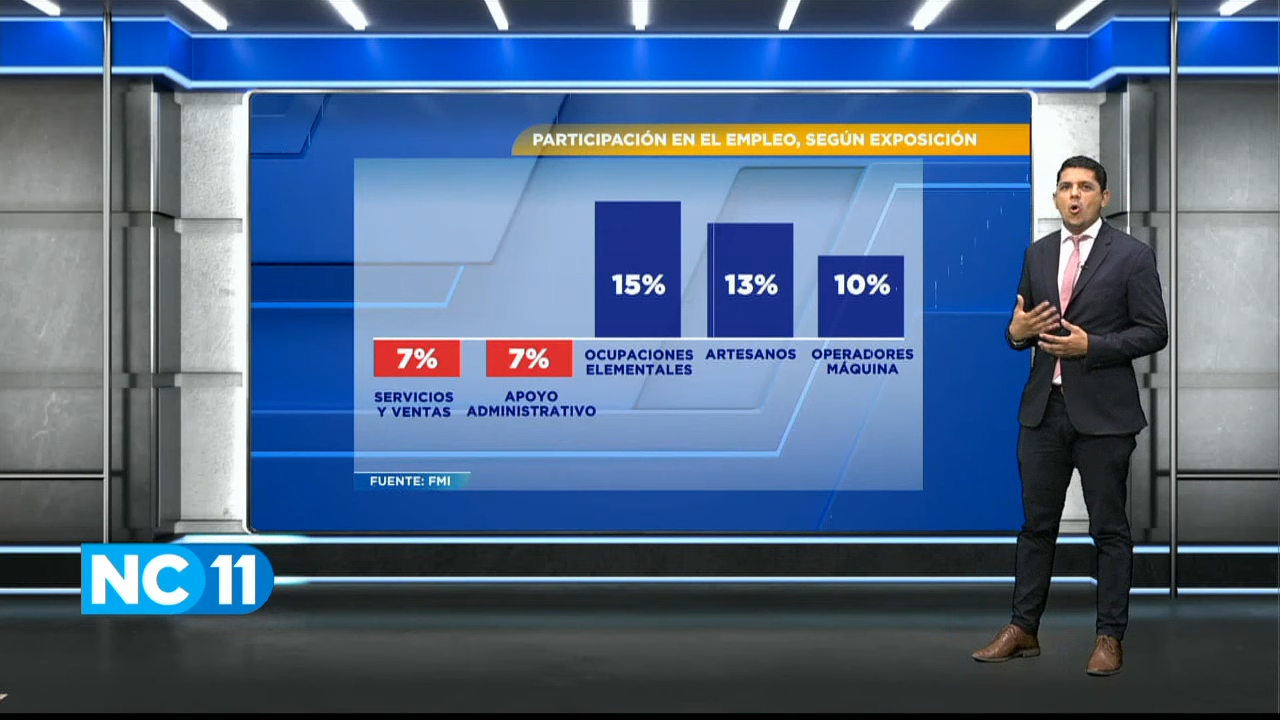 PARTICIPACIÓN EN EL EMPLEO, SEGÚN EXPOSICIÓN
15%
13%
10%
7%
7%
OCUPACIONES
ELEMENTALES
ARTESANOS
OPERADORES
MÁQUINA
SERVICIOS
Y VENTAS
APOYO
ADMINISTRATIVO
FUENTE: FMI
NC 11